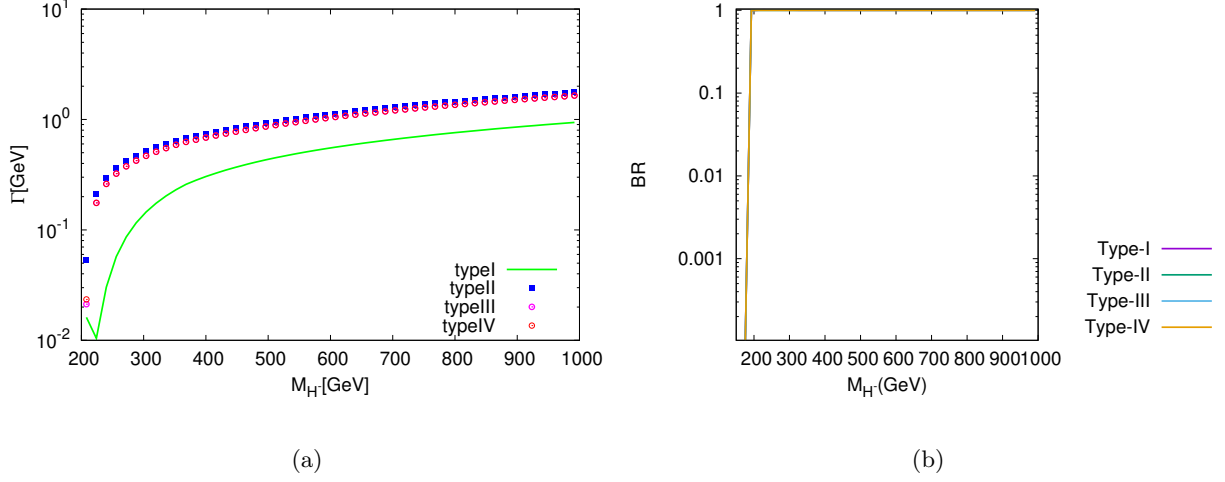 10^1
10^0
10^-1
10^-2
Γ[GeV]
200 300 400 500 600 700 800 900 1000
M_H-[GeV]
typeI
typeII
typeIII
typeIV
(a)
1
0.1
0.01
0.001
BR
200 300 400 500 600 700 800 9001000
M_H-(GeV)
Type-I
Type-II
Type-III
Type-IV
(b)